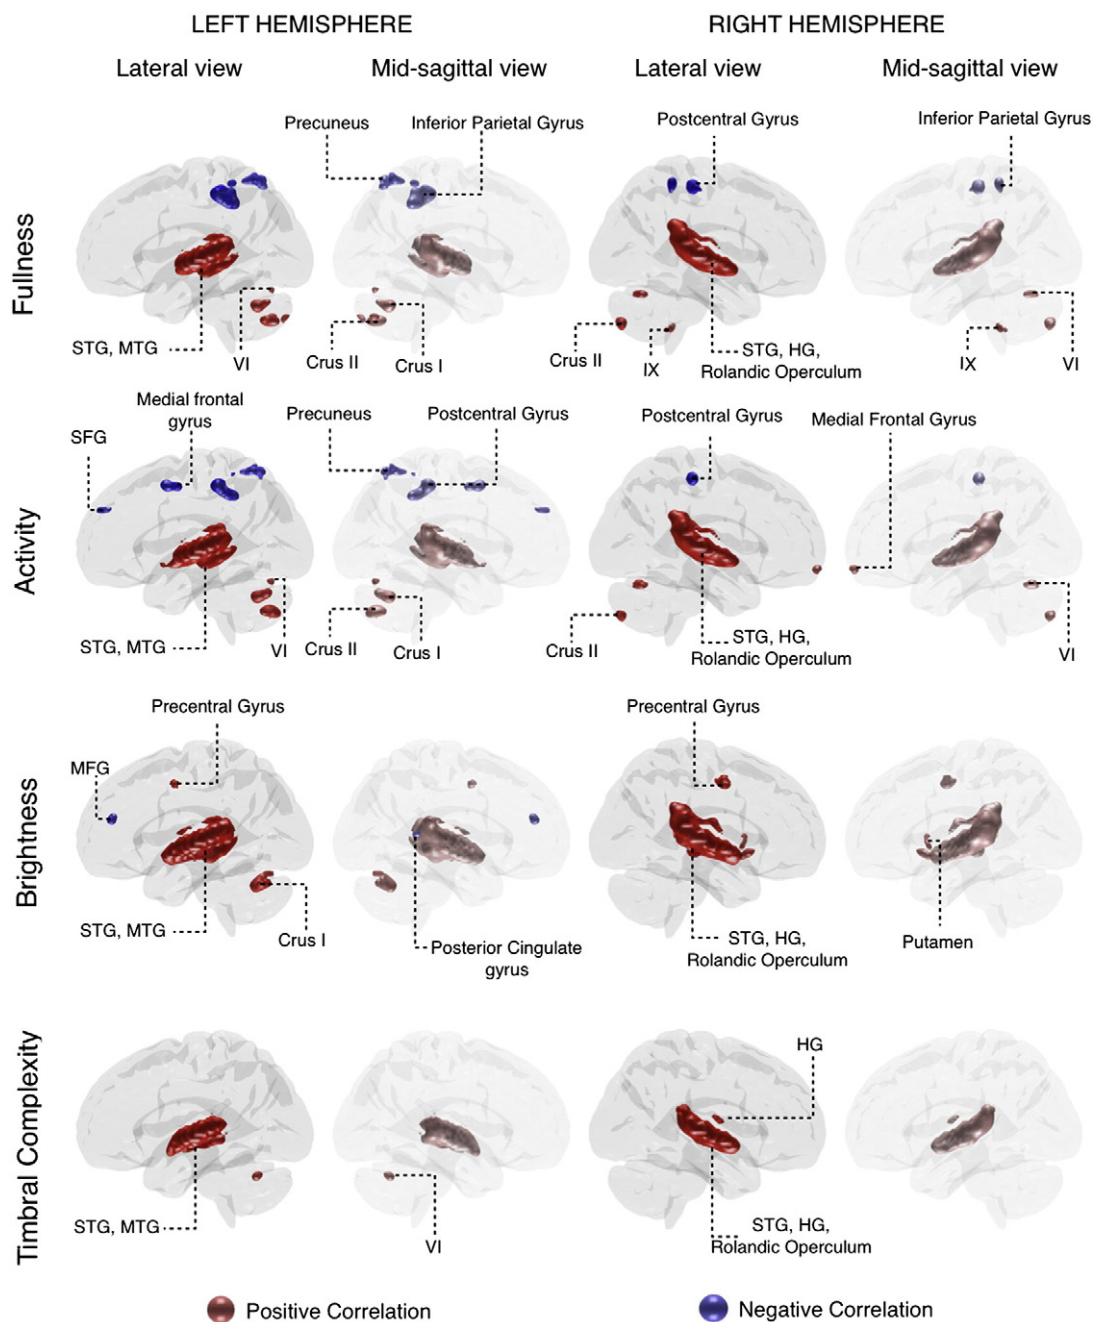 LEFT HEMISPHERE
RIGHT HEMISPHERE
Lateral view
Mid-sagittal view
Lateral view
Mid-sagittal view
Fullness
Precuneus
Inferior Parietal Gyrus
Postcentral Gyrus
Inferior Parietal Gyrus
STG, MTG
VI
Crus II
Crus I
Crus II
IX
STG, HG,
Rolandic Operculum
IX
VI
Activity
SFG
Medial frontal
gyrus
Precuneus
Postcentral Gyrus
Postcentral Gyrus
Medial Frontal Gyrus
STG, MTG
VI
Crus II
Crus I
Crus II
STG, HG,
Rolandic Operculum
VI
Brightness
MFG
Precentral Gyrus
Precentral Gyrus
STG, MTG
Crus I
Posterior Cingulate
gyrus
STG, HG,
Rolandic Operculum
Putamen
Timbral Complexity
HG
STG, MTG
VI
STG, HG,
Rolandic Operculum
Positive Correlation
Negative Correlation